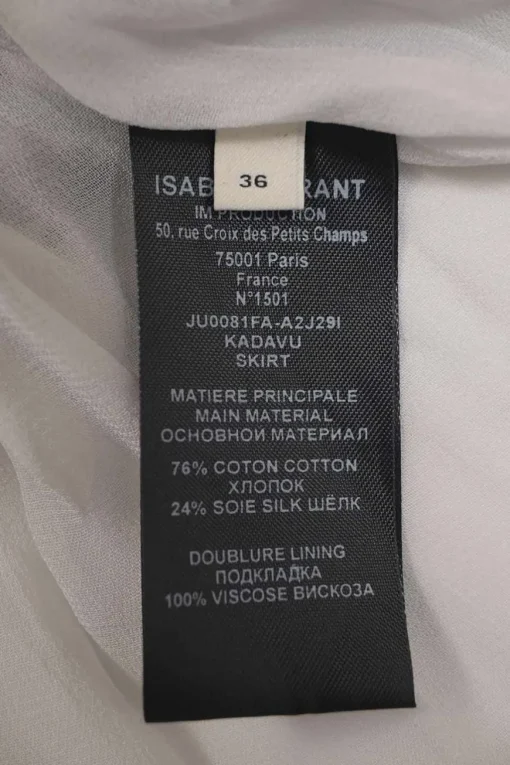 36
ISAB RANT
IM PRODUCTION
50, rue Croix des Petits Champs
75001 Paris
France
N°1501
JU0081FA-A2J29I
KADAVU
SKIRT
MATIERE PRINCIPALE
MAIN MATERIAL
ОСНОВНОИ МАТЕРИАЛ
76% COTON COTTON
ХЛОПОК
24% SOIE SILK ШЁЛК
DOUBLURE LINING
ПОДКЛАДКА
100% VISCOSE ВИСКОЗА